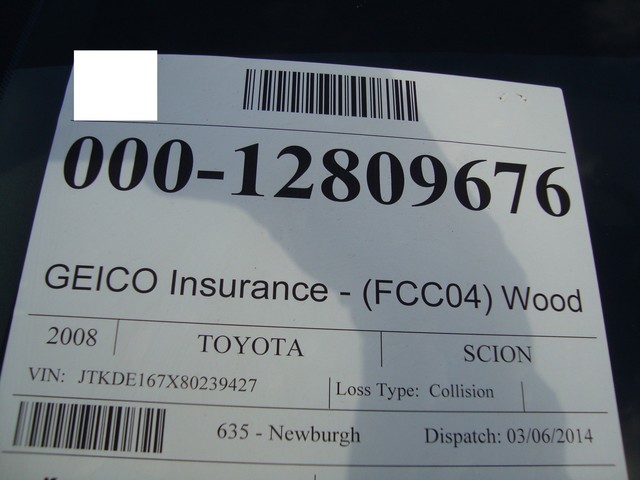 000-12809676
GEICO Insurance - (FCC04) Wood
2008 TOYOTA SCION
VIN: JTKDE167X80239427 Loss Type: Collision
635 - Newburgh Dispatch: 03/06/2014